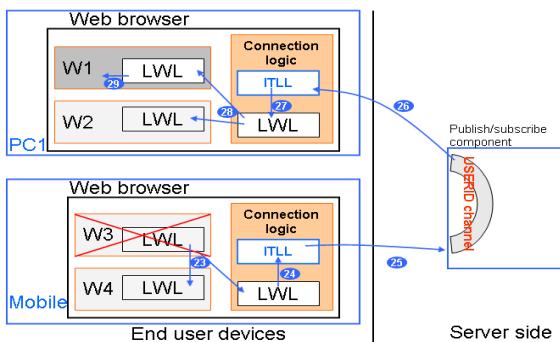 Web browser
W1
LWL
29
W2
LWL
28
Connection
logic
ITLL
27
LWL
PC1
26
Publish/subscribe
component
USERID channel
Web browser
W3
LWL
23
W4
LWL
Connection
logic
ITLL
24
LWL
25
Mobile
End user devices
Server side